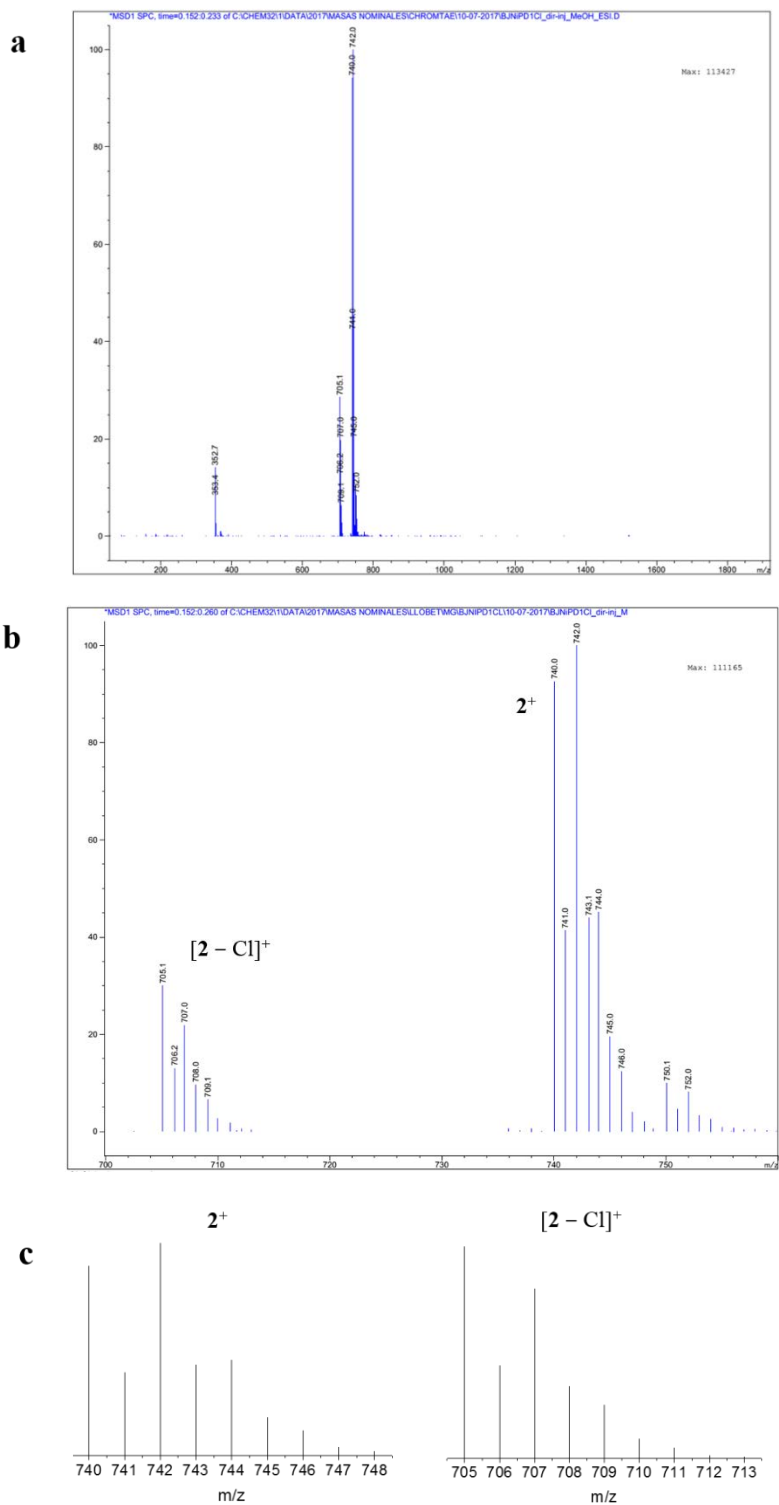 *MSD1 SPC, time=0.152:0.233 of C:\CHEM32\1\DATA\2017\MASAS NOMINALES\CHROMTAE\10-07-2017\BJNiPD1Cl_dir-inj_MeOH_ESI.D
a
100
80
60
40
20
0
742.0
740.0
744.0
745.0
752.0
705.1
707.0
706.2
709.1
352.7
353.4
Max: 113427
200 400 600 800 1000 1200 1400 1600 1800 m/z
*MSD1 SPC, time=0.152:0.260 of C:\CHEM32\1\DATA\2017\MASAS NOMINALES\LLOBET\MG\BJNIPD1CL\10-07-2017\BJNiPD1Cl_dir-inj_M
b
100
80
60
40
20
0
2+
[2 – Cl]+
705.1
706.2
707.0
708.0
709.1
740.0
741.0
742.0
743.1
744.0
745.0
746.0
750.1
752.0
Max: 111165
700 710 720 730 740 750 m/z
c
2+
[2 – Cl]+
740 741 742 743 744 745 746 747 748
m/z
705 706 707 708 709 710 711 712 713
m/z